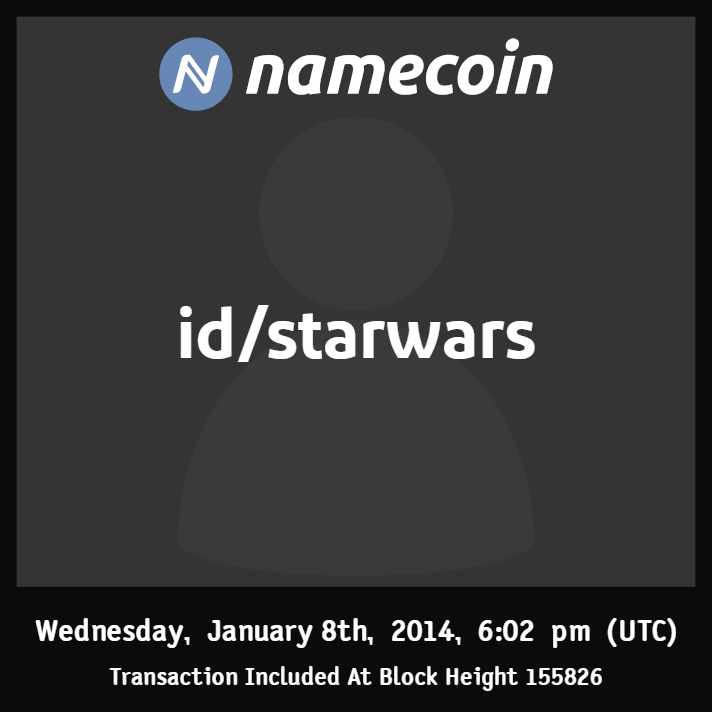 namecoin
id/starwars
Wednesday, January 8th, 2014, 6:02 pm (UTC)
Transaction Included At Block Height 155826